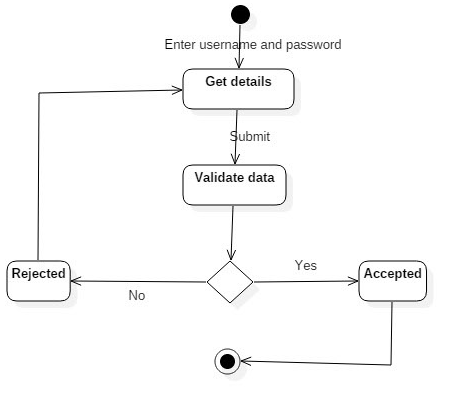 Enter username and password
Get details
Submit
Validate data
Yes
Rejected
Accepted
No